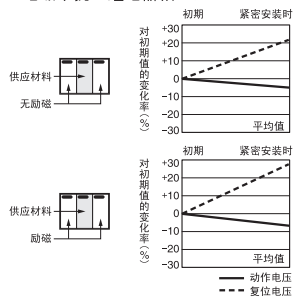 初期 紧密安装时
对初期值的变化率(%)
+30
+20
+10
0
-10
-20
-30
平均值
供应材料
无励磁
初期 紧密安装时
对初期值的变化率(%)
+30
+20
+10
0
-10
-20
-30
平均值
供应材料
励磁
动作电压
复位电压